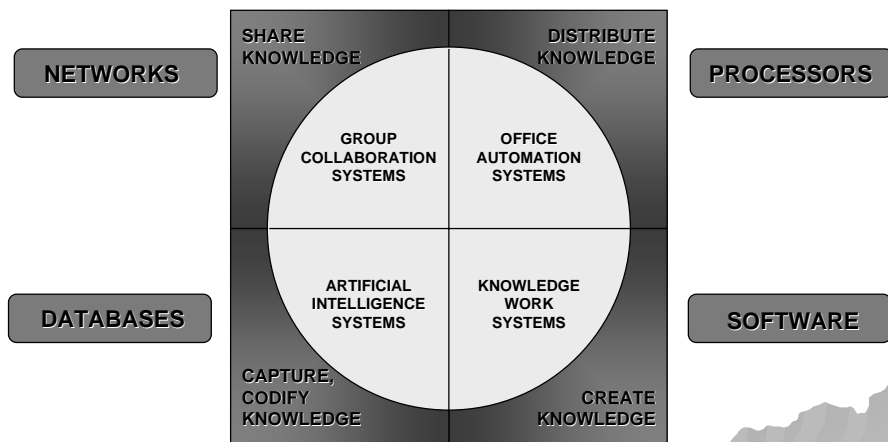 SHARE
KNOWLEDGE
DISTRIBUTE
KNOWLEDGE
NETWORKS
PROCESSORS
GROUP
COLLABORATION
SYSTEMS
OFFICE
AUTOMATION
SYSTEMS
ARTIFICIAL
INTELLIGENCE
SYSTEMS
KNOWLEDGE
WORK
SYSTEMS
DATABASES
SOFTWARE
CAPTURE,
CODIFY
KNOWLEDGE
CREATE
KNOWLEDGE